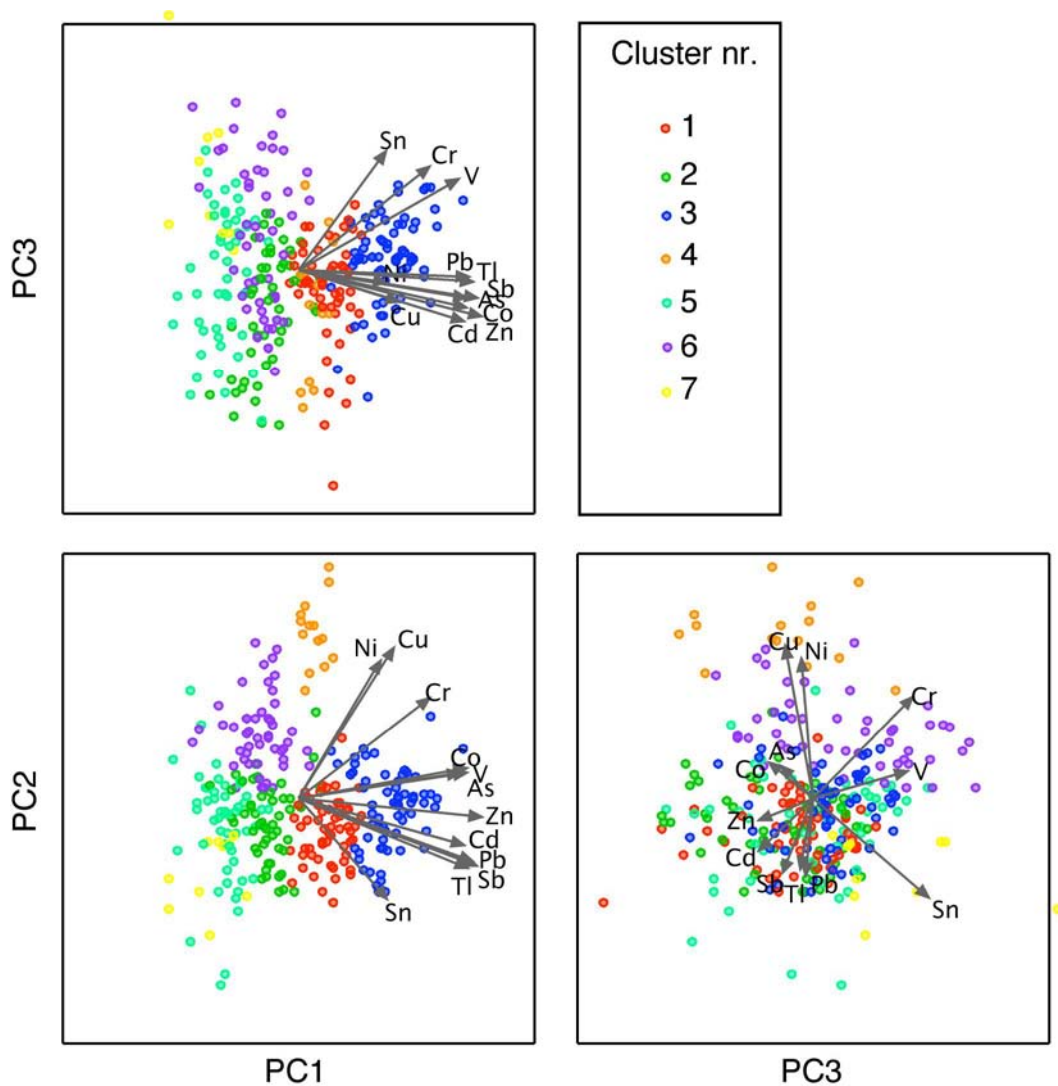 Cluster nr.
1
2
3
4
5
6
7
PC3
Sn
Cr
V
Pb
Tl
Ni
Sb
As
Cu
Co
Cd
Zn
PC2
Ni
Cu
Cr
Co
V
As
Zn
Cd
Pb
Tl
Sb
Sn
PC1
Cu
Ni
Cr
As
Co
V
Zn
Cd
Sb
Tl
Pb
Sn
PC3